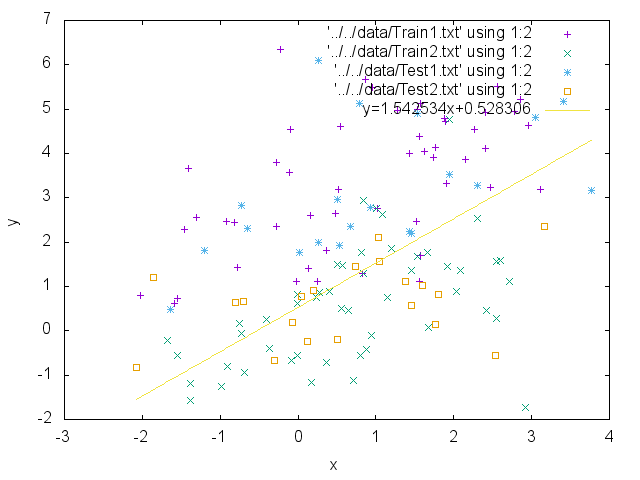 '../../data/Train1.txt' using 1:2
'../../data/Train2.txt' using 1:2
'../../data/Test1.txt' using 1:2
'../../data/Test2.txt' using 1:2
y=1.542534x+0.528306
7
6
5
4
3
2
1
0
-1
-2
y
-3 -2 -1 0 1 2 3 4
x